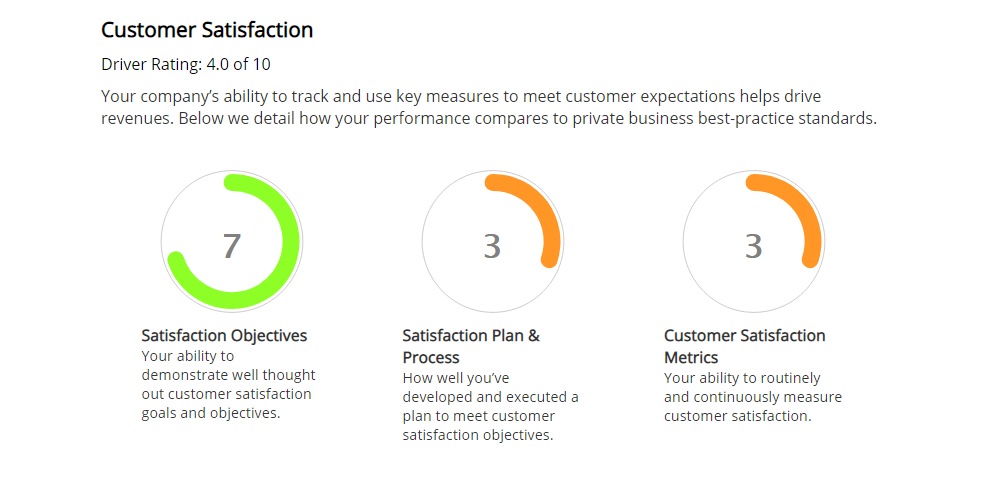 Customer Satisfaction
Driver Rating: 4.0 of 10
Your company’s ability to track and use key measures to meet customer expectations helps drive
revenues. Below we detail how your performance compares to private business best-practice standards.
7
3
3
Satisfaction Objectives
Your ability to
demonstrate well thought
out customer satisfaction
goals and objectives.
Satisfaction Plan &
Process
How well you’ve
developed and executed a
plan to meet customer
satisfaction objectives.
Customer Satisfaction
Metrics
Your ability to routinely
and continuously measure
customer satisfaction.